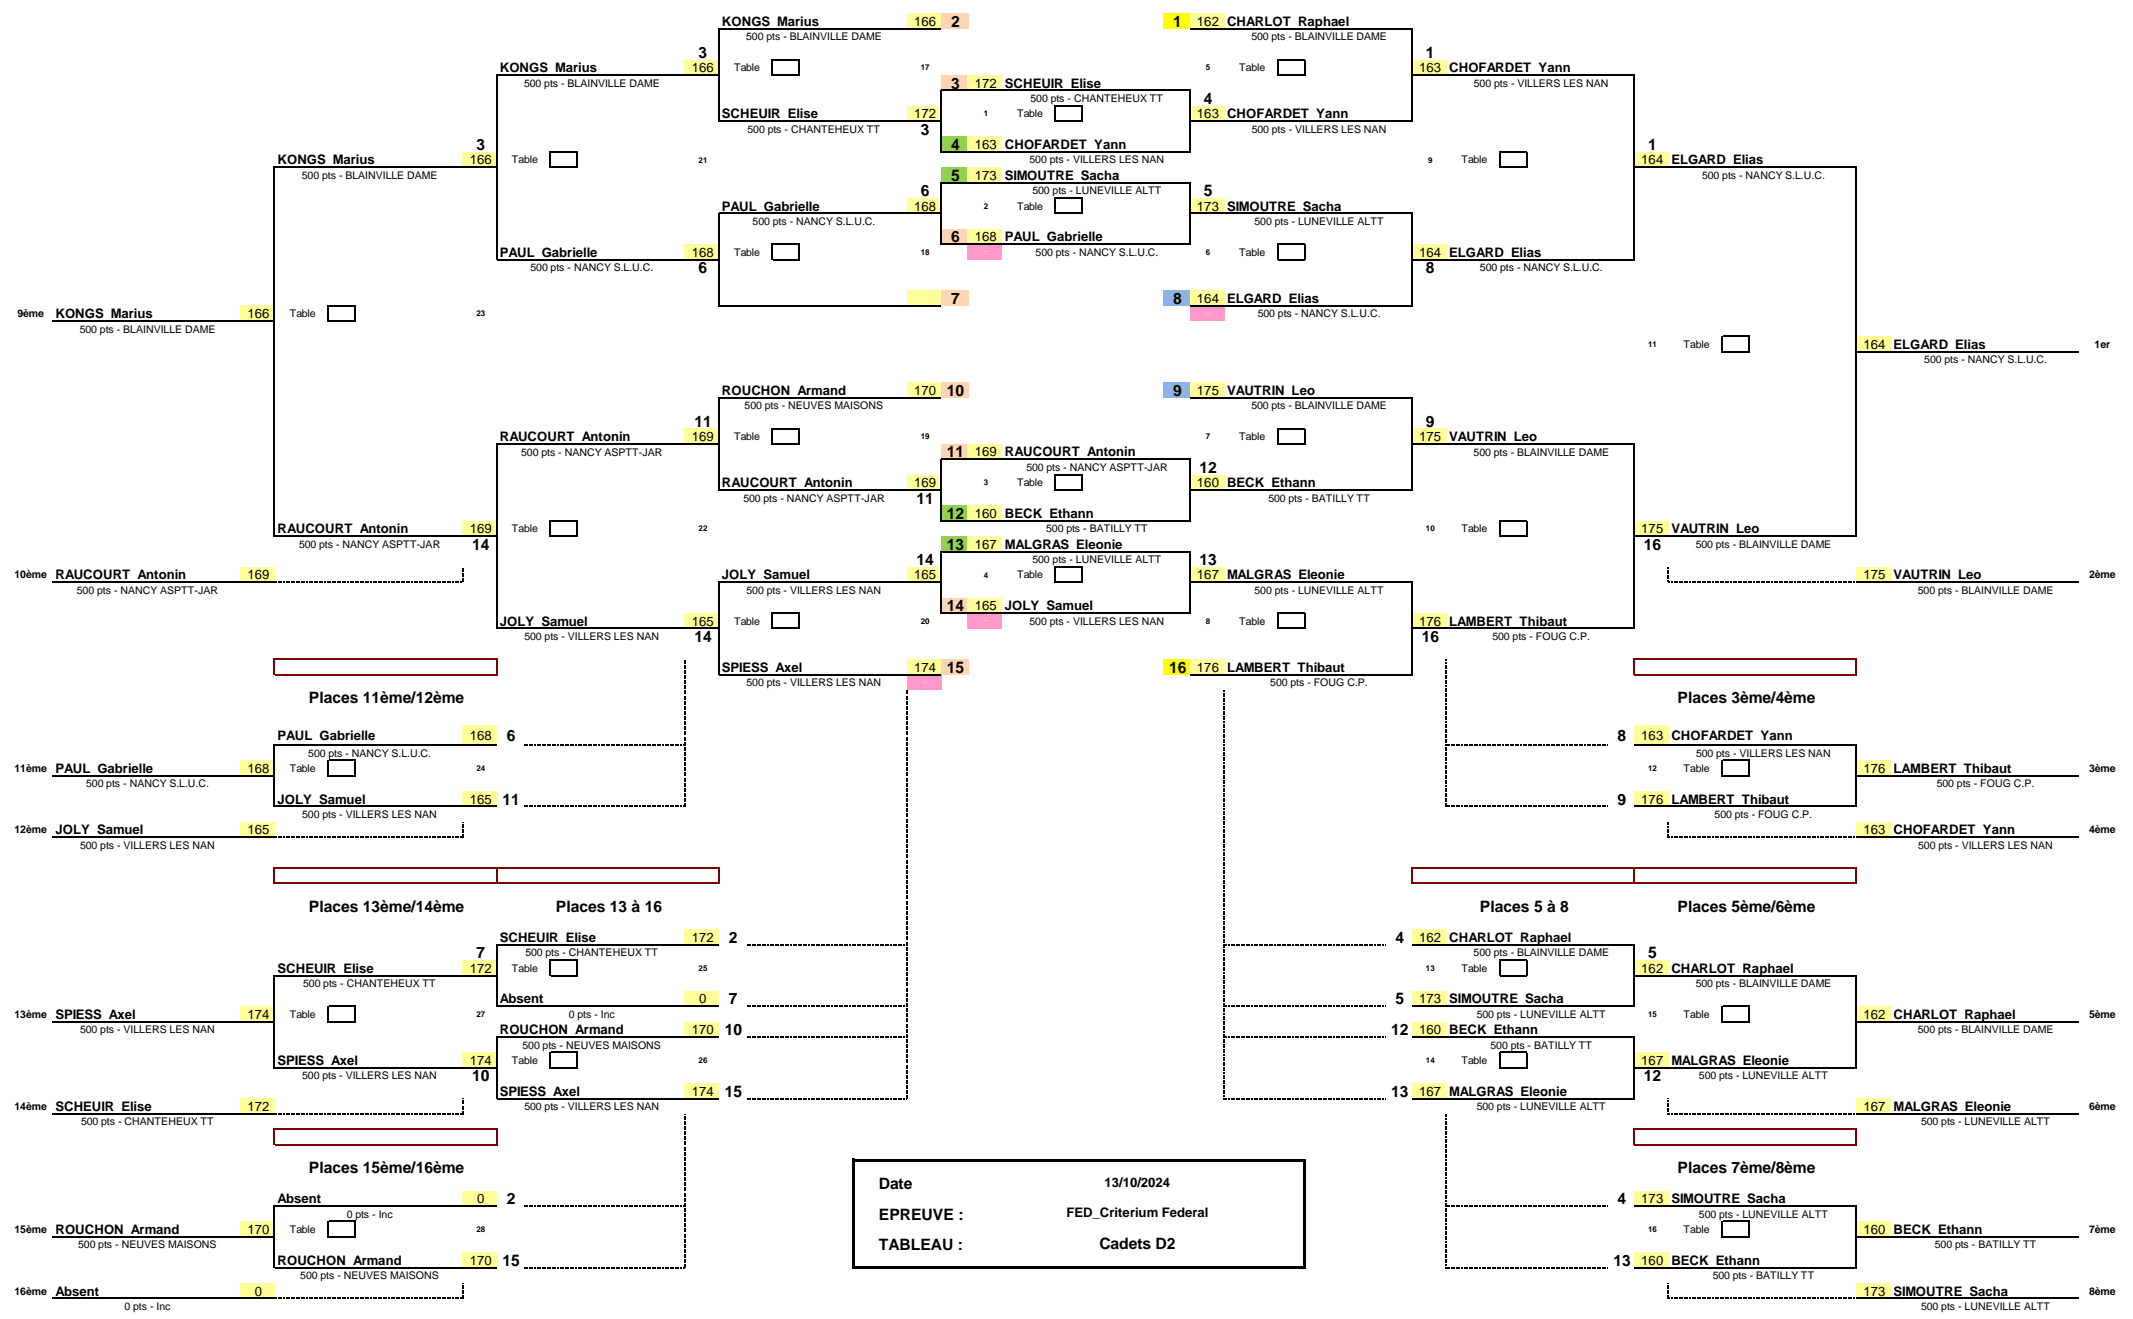 KONGS Marius 166 2 1 162 CHARLOT Raphael
500 pts - BLAINVILLE DAME 500 pts - BLAINVILLE DAME
3 1
KONGS Marius 166 Table 17 5 Table 163 CHOFARDET Yann
500 pts - BLAINVILLE DAME 3 172 SCHEUIR Elise 500 pts - VILLERS LES NAN
500 pts - CHANTEHEUX TT 4
SCHEUIR Elise 172 1 Table 163 CHOFARDET Yann
500 pts - CHANTEHEUX TT 3 500 pts - VILLERS LES NAN
3 4 163 CHOFARDET Yann 1
KONGS Marius 166 Table 21 500 pts - VILLERS LES NAN 9 Table 164 ELGARD Elias
500 pts - BLAINVILLE DAME 5 173 SIMOUTRE Sacha 500 pts - NANCY S.L.U.C.
6 500 pts - LUNEVILLE ALTT 5
PAUL Gabrielle 168 2 Table 173 SIMOUTRE Sacha
500 pts - NANCY S.L.U.C. 500 pts - LUNEVILLE ALTT
6 168 PAUL Gabrielle
PAUL Gabrielle 168 Table 18 500 pts - NANCY S.L.U.C. 6 Table 164 ELGARD Elias
500 pts - NANCY S.L.U.C. 6 8 500 pts - NANCY S.L.U.C.
7 8 164 ELGARD Elias
9ème KONGS Marius 166 Table 23 500 pts - NANCY S.L.U.C.
500 pts - BLAINVILLE DAME
11 Table 164 ELGARD Elias 1er
500 pts - NANCY S.L.U.C.
ROUCHON Armand 170 10 9 175 VAUTRIN Leo
500 pts - NEUVES MAISONS 500 pts - BLAINVILLE DAME
11 9
RAUCOURT Antonin 169 Table 19 7 Table 175 VAUTRIN Leo
500 pts - NANCY ASPTT-JAR 11 169 RAUCOURT Antonin 500 pts - BLAINVILLE DAME
500 pts - NANCY ASPTT-JAR 12
RAUCOURT Antonin 169 3 Table 160 BECK Ethann
500 pts - NANCY ASPTT-JAR 11 500 pts - BATILLY TT
12 160 BECK Ethann
RAUCOURT Antonin 169 Table 22 500 pts - BATILLY TT 10 Table 175 VAUTRIN Leo
500 pts - NANCY ASPTT-JAR 14 13 167 MALGRAS Eleonie 16 500 pts - BLAINVILLE DAME
14 500 pts - LUNEVILLE ALTT 13
10ème RAUCOURT Antonin 169 JOLY Samuel 165 4 Table 167 MALGRAS Eleonie 175 VAUTRIN Leo 2ème
500 pts - NANCY ASPTT-JAR 500 pts - VILLERS LES NAN 500 pts - LUNEVILLE ALTT 500 pts - BLAINVILLE DAME
14 165 JOLY Samuel
JOLY Samuel 165 Table 20 500 pts - VILLERS LES NAN 8 Table 176 LAMBERT Thibaut
500 pts - VILLERS LES NAN 14 16 500 pts - FOUG C.P.
SPIESS Axel 174 15 16 176 LAMBERT Thibaut
500 pts - VILLERS LES NAN 500 pts - FOUG C.P.
Places 11ème/12ème Places 3ème/4ème
PAUL Gabrielle 168 6 8 163 CHOFARDET Yann
500 pts - NANCY S.L.U.C. 500 pts - VILLERS LES NAN
11ème PAUL Gabrielle 168 Table 24 12 Table 176 LAMBERT Thibaut 3ème
500 pts - NANCY S.L.U.C. 500 pts - FOUG C.P.
JOLY Samuel 165 11 9 176 LAMBERT Thibaut
500 pts - VILLERS LES NAN 500 pts - FOUG C.P.
12ème JOLY Samuel 165 163 CHOFARDET Yann 4ème
500 pts - VILLERS LES NAN 500 pts - VILLERS LES NAN
Places 13ème/14ème Places 13 à 16 Places 5 à 8 Places 5ème/6ème
SCHEUIR Elise 172 2 4 162 CHARLOT Raphael
7 500 pts - CHANTEHEUX TT 500 pts - BLAINVILLE DAME 5
SCHEUIR Elise 172 Table 25 13 Table 162 CHARLOT Raphael
500 pts - CHANTEHEUX TT 500 pts - BLAINVILLE DAME
Absent 0 7 5 173 SIMOUTRE Sacha
13ème SPIESS Axel 174 Table 27 0 pts - Inc 500 pts - LUNEVILLE ALTT 15 Table 162 CHARLOT Raphael 5ème
500 pts - VILLERS LES NAN ROUCHON Armand 170 10 12 160 BECK Ethann 500 pts - BLAINVILLE DAME
500 pts - NEUVES MAISONS 500 pts - BATILLY TT
SPIESS Axel 174 Table 26 14 Table 167 MALGRAS Eleonie
500 pts - VILLERS LES NAN 10 12 500 pts - LUNEVILLE ALTT
SPIESS Axel 174 15 13 167 MALGRAS Eleonie
14ème SCHEUIR Elise 172 500 pts - VILLERS LES NAN 500 pts - LUNEVILLE ALTT 167 MALGRAS Eleonie 6ème
500 pts - CHANTEHEUX TT 500 pts - LUNEVILLE ALTT
Places 15ème/16ème Places 7ème/8ème
Date 13/10/2024
Absent 0 2 4 173 SIMOUTRE Sacha
0 pts - Inc EPREUVE : FED_Criterium Federal 500 pts - LUNEVILLE ALTT
15ème ROUCHON Armand 170 Table 28 16 Table 160 BECK Ethann 7ème
500 pts - NEUVES MAISONS TABLEAU : Cadets D2 500 pts - BATILLY TT
ROUCHON Armand 170 15 13 160 BECK Ethann
500 pts - NEUVES MAISONS 500 pts - BATILLY TT
16ème Absent 0 173 SIMOUTRE Sacha 8ème
0 pts - Inc 500 pts - LUNEVILLE ALTT